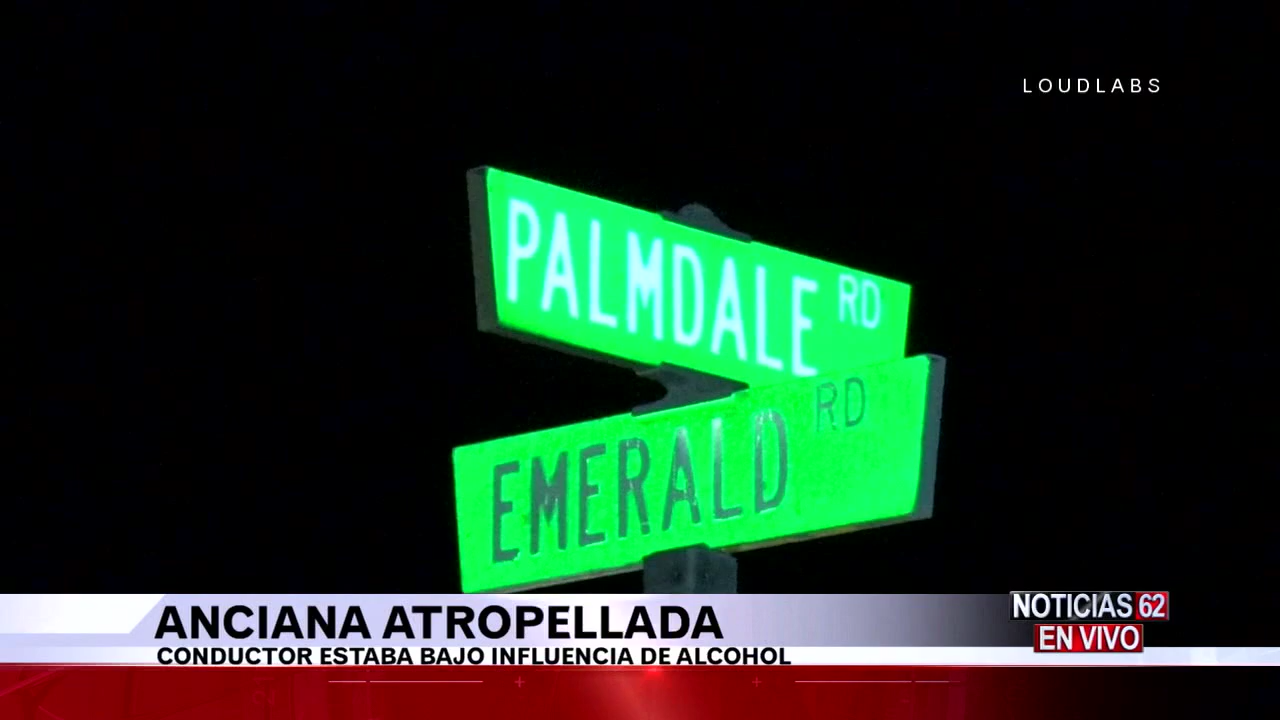 LOUDLABS
PALMDALE RD
EMERALD RD
ANCIANA ATROPELLADA
CONDUCTOR ESTABA BAJO INFLUENCIA DE ALCOHOL
NOTICIAS 62
EN VIVO